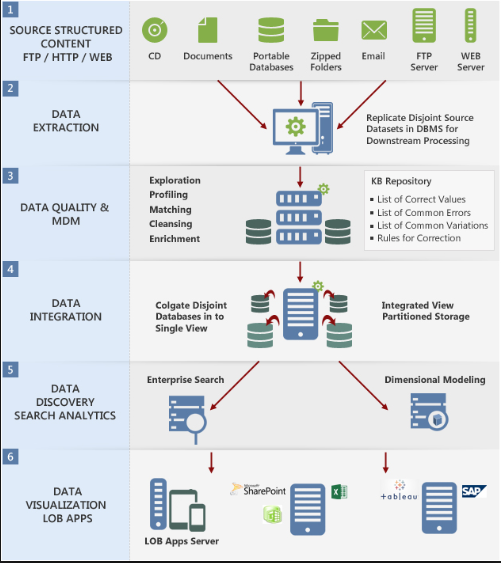 1
SOURCE STRUCTURED
CONTENT
FTP / HTTP / WEB
CD
Documents
Portable
Databases
Zipped
Folders
Email
FTP
Server
WEB
Server
2
DATA
EXTRACTION
Replicate Disjoint Source
Datasets in DBMS for
Downstream Processing
3
DATA QUALITY &
MDM
Exploration
Profiling
Matching
Cleansing
Enrichment
KB Repository
• List of Correct Values
• List of Common Errors
• List of Common Variations
• Rules for Correction
4
DATA
INTEGRATION
Colgate Disjoint
Databases in to
Single View
Integrated View
Partitioned Storage
5
DATA
DISCOVERY
SEARCH ANALYTICS
Enterprise Search
Dimensional Modeling
6
DATA
VISUALIZATION
LOB APPS
LOB Apps Server
Microsoft
SharePoint
tableau
SAP